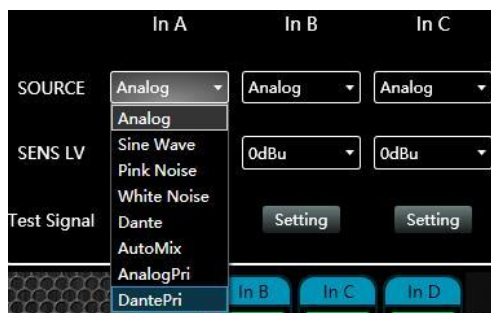 In A In B In C
SOURCE Analog Analog Analog
Analog
SENS LV Sine Wave 0dBu 0dBu
Pink Noise
White Noise
Test Signal Dante Setting Setting
AutoMix
AnalogPri
DantePri In B In C In D